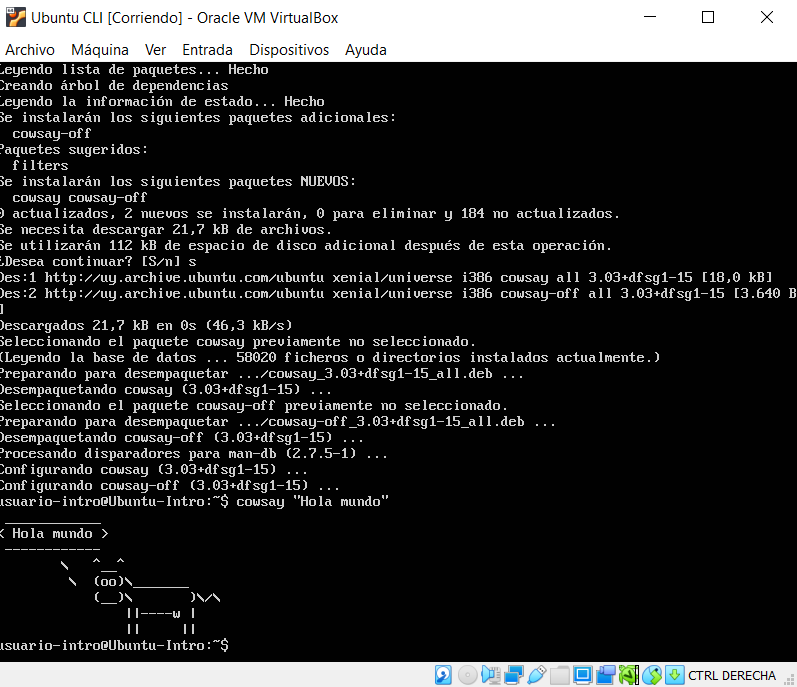 Ubuntu CLI [Corriendo] - Oracle VM VirtualBox
Archivo Máquina Ver Entrada Dispositivos Ayuda
Leyendo lista de paquetes... Hecho
Creando árbol de dependencias
Leyendo la información de estado... Hecho
Se instalarán los siguientes paquetes adicionales:
  cowsay-off
Paquetes sugeridos:
  filters
Se instalarán los siguientes paquetes NUEVOS:
  cowsay cowsay-off
0 actualizados, 2 nuevos se instalarán, 0 para eliminar y 184 no actualizados.
Se necesita descargar 21,7 kB de archivos.
Se utilizarán 112 kB de espacio de disco adicional después de esta operación.
¿Desea continuar? [S/n] s
Des:1 http://uy.archive.ubuntu.com/ubuntu xenial/universe i386 cowsay all 3.03+dfsg1-15 [18,0 kB]
Des:2 http://uy.archive.ubuntu.com/ubuntu xenial/universe i386 cowsay-off all 3.03+dfsg1-15 [3.640 B
]
Descargados 21,7 kB en 0s (46,3 kB/s)
Seleccionando el paquete cowsay previamente no seleccionado.
(Leyendo la base de datos ... 58020 ficheros o directorios instalados actualmente.)
Preparando para desempaquetar .../cowsay_3.03+dfsg1-15_all.deb ...
Desempaquetando cowsay (3.03+dfsg1-15) ...
Seleccionando el paquete cowsay-off previamente no seleccionado.
Preparando para desempaquetar .../cowsay-off_3.03+dfsg1-15_all.deb ...
Desempaquetando cowsay-off (3.03+dfsg1-15) ...
Procesando disparadores para man-db (2.7.5-1) ...
Configurando cowsay (3.03+dfsg1-15) ...
Configurando cowsay-off (3.03+dfsg1-15) ...
usuario-intro@Ubuntu-Intro:~$ cowsay "Hola mundo"
 ____________
< Hola mundo >
 ------------
        \   ^__^
         \  (oo)\_______
            (__)\       )\/\
                ||----w |
                ||     ||
usuario-intro@Ubuntu-Intro:~$
CTRL DERECHA